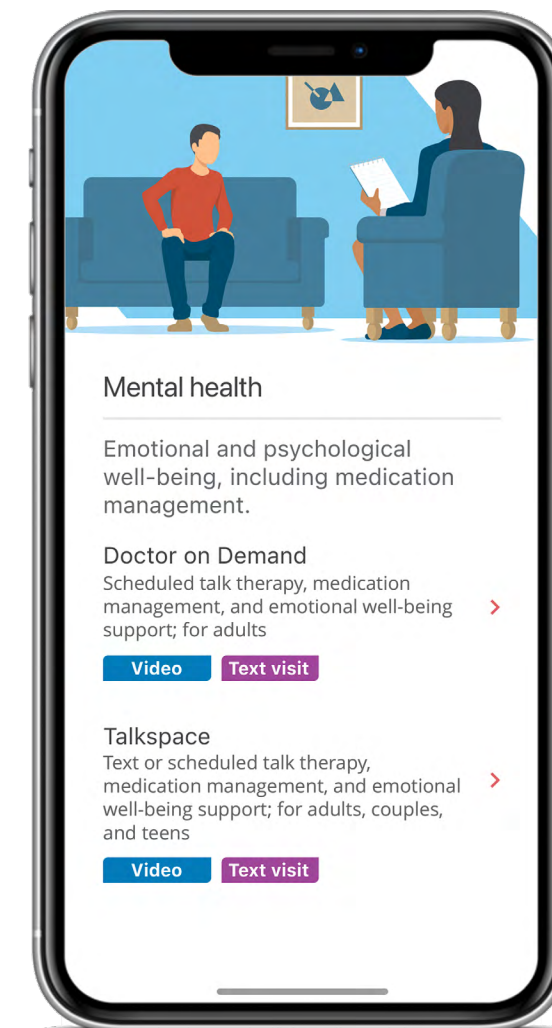 Mental health
Emotional and psychological
well-being, including medication
management.
Doctor on Demand
Scheduled talk therapy, medication
management, and emotional well-being
support; for adults
Video Text visit
Talkspace
Text or scheduled talk therapy,
medication management, and emotional
well-being support; for adults, couples,
and teens
Video Text visit